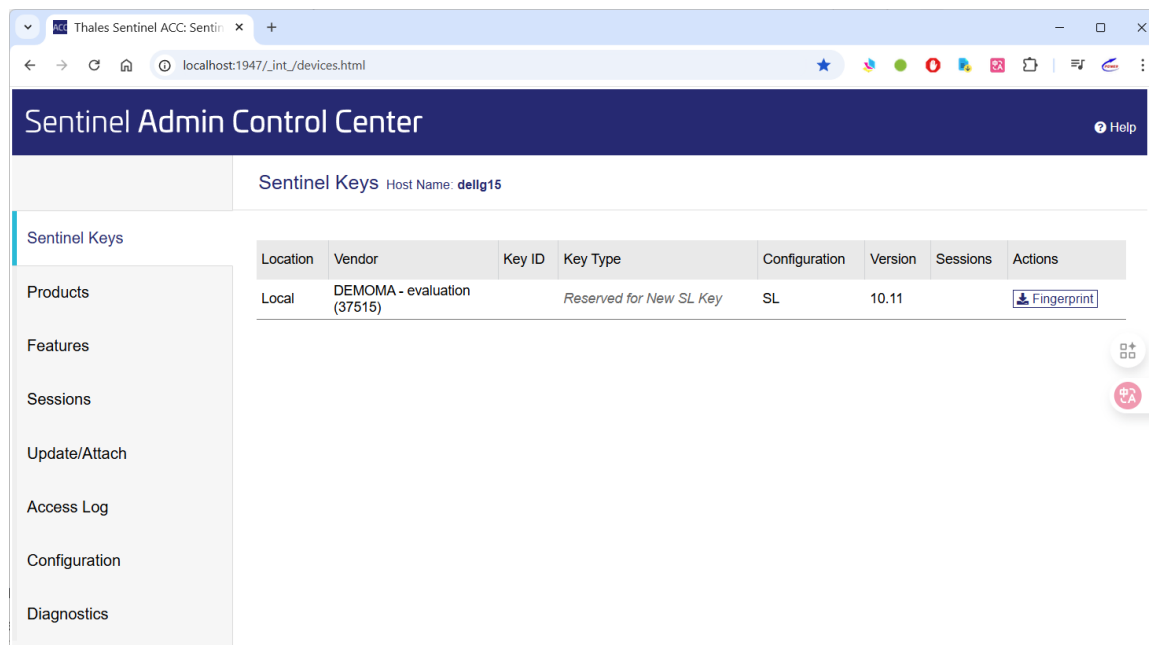 Thales Sentinel ACC: Sentin
localhost:1947/_int_/devices.html
Sentinel Admin Control Center
Help
Sentinel Keys Host Name: dellg15
Sentinel Keys
Products
Features
Sessions
Update/Attach
Access Log
Configuration
Diagnostics
Location Vendor Key ID Key Type Configuration Version Sessions Actions
Local DEMOMA - evaluation (37515) Reserved for New SL Key SL 10.11 Fingerprint